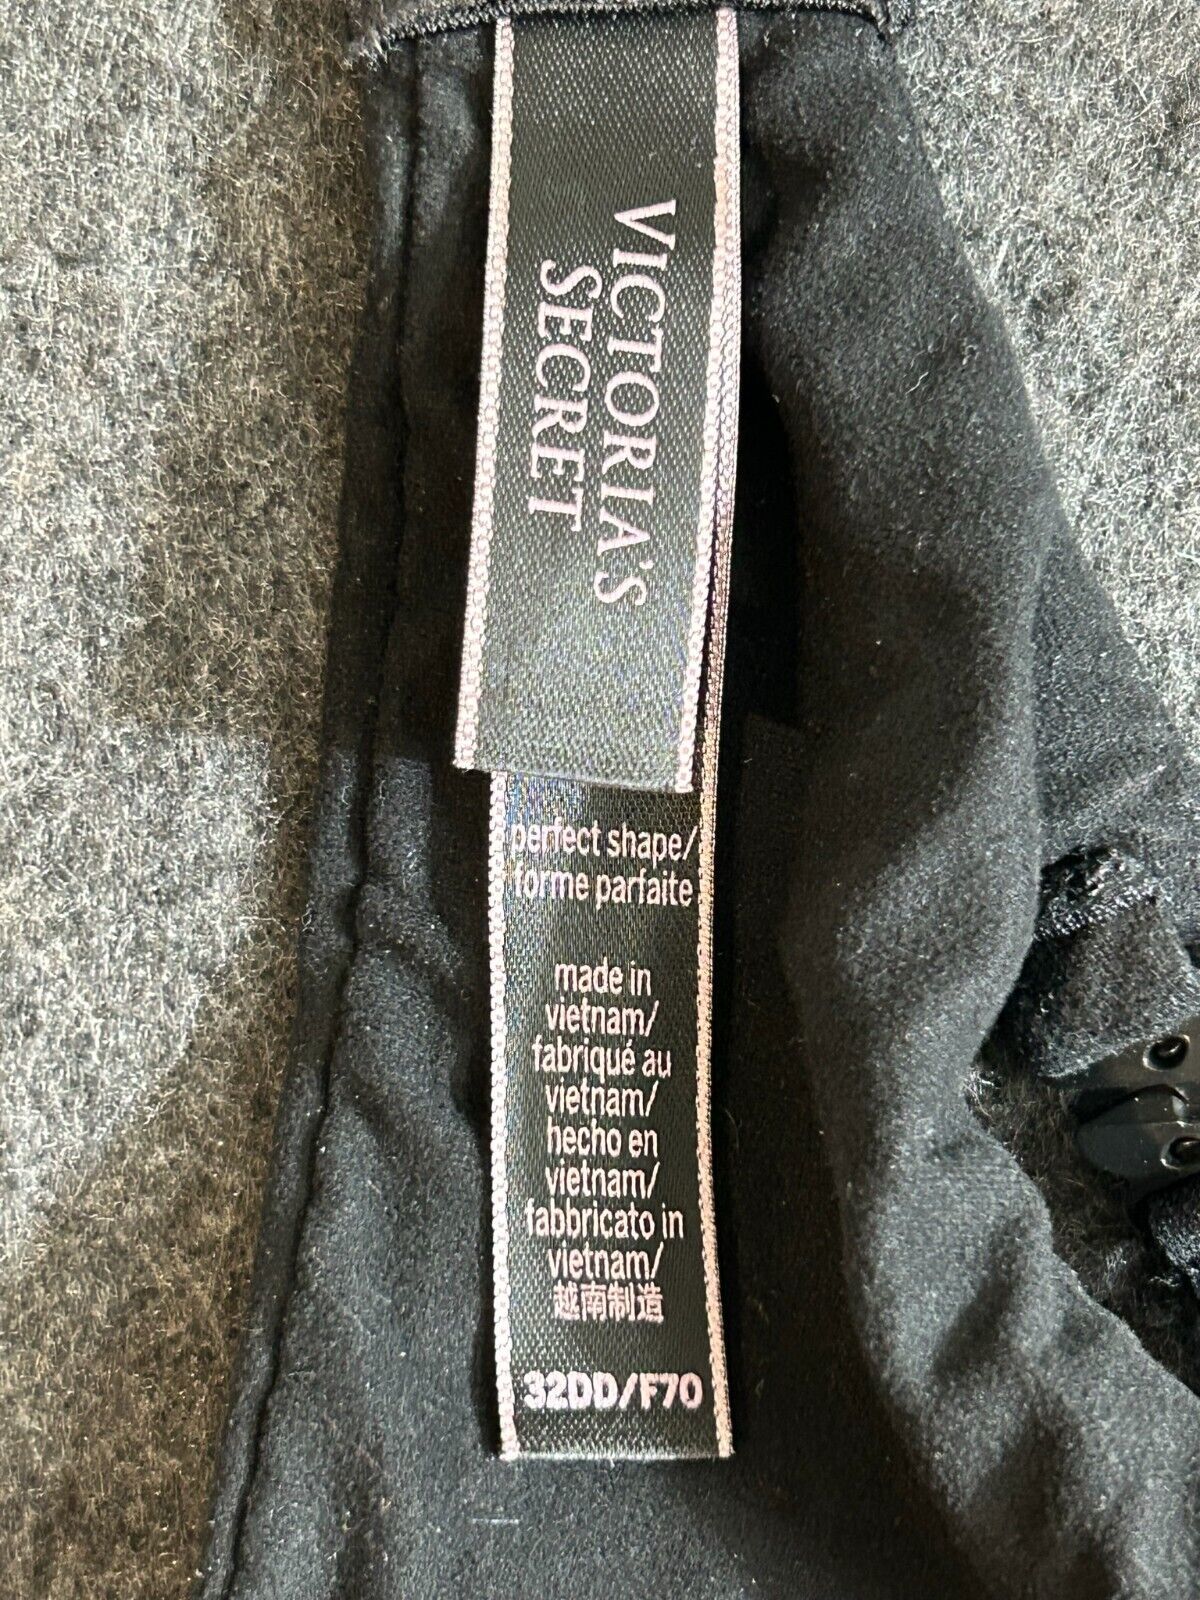 VICTORIA'S
SECRET
perfect shape/
forme parfaite
made in
vietnam/
fabriqué au
vietnam/
hecho en
vietnam/
fabbricato in
vietnam/
越南制造
32DD/F70